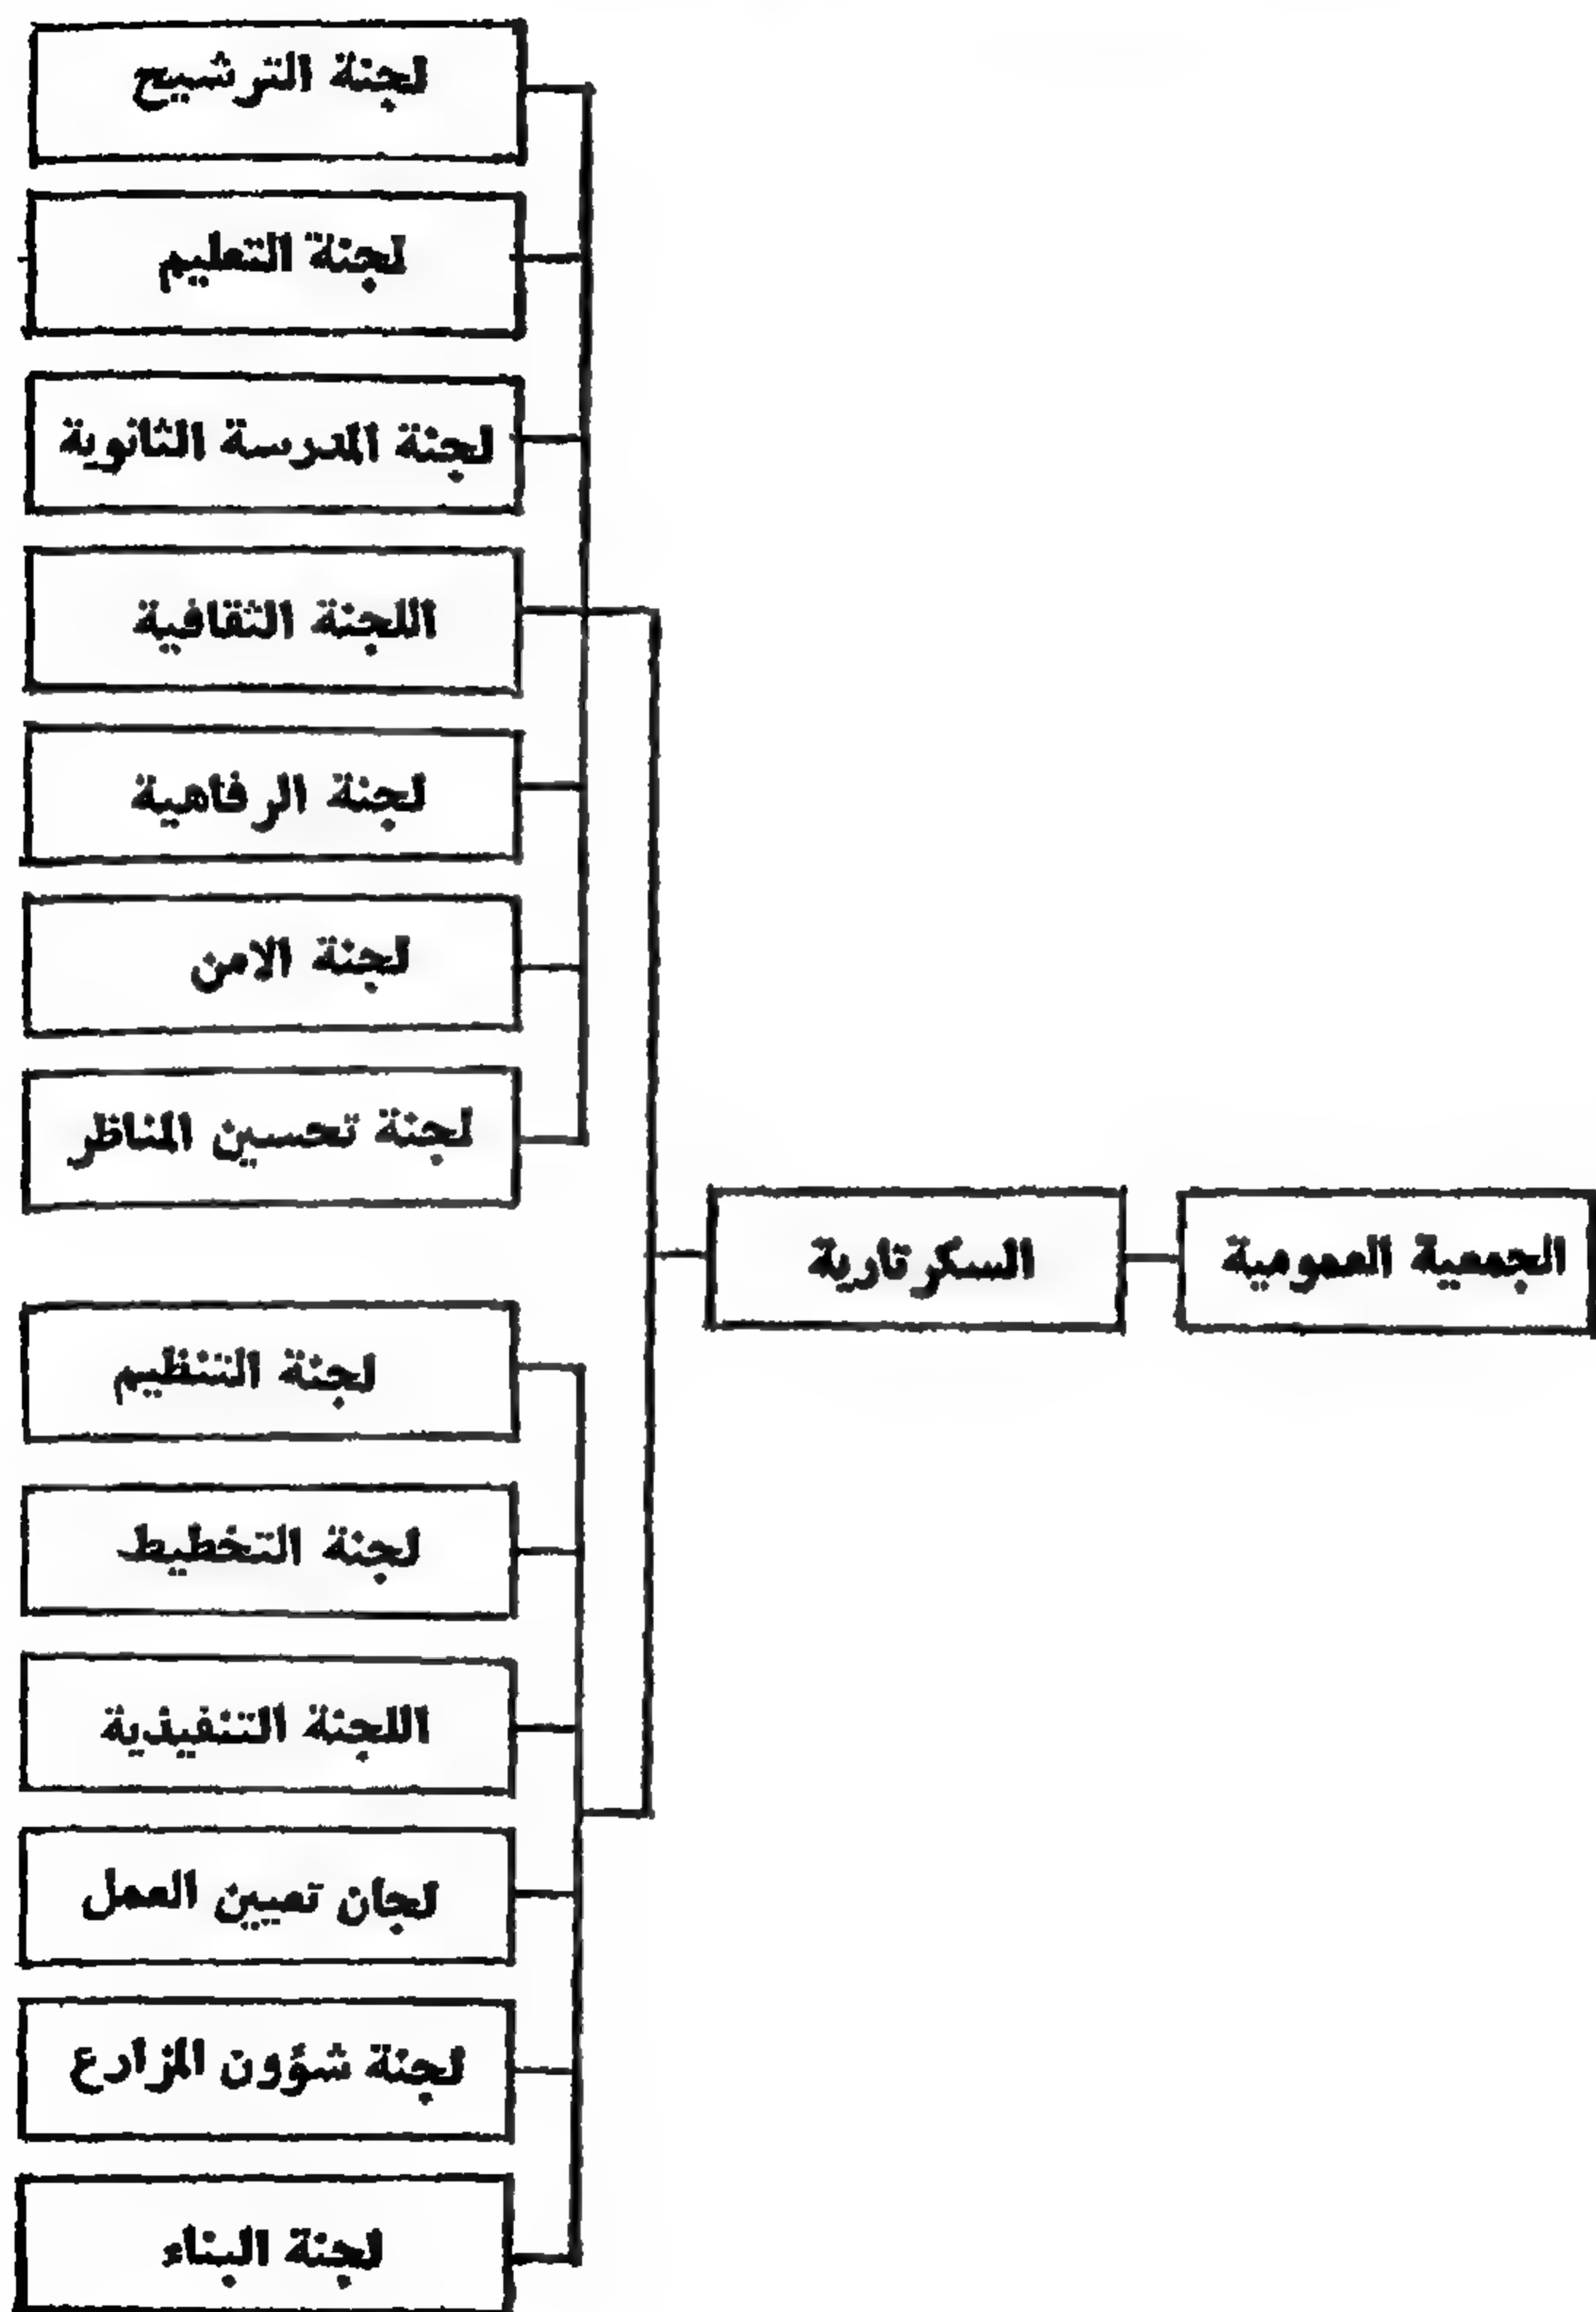 الجمعية العمومية
السكرتارية
لجنة الترشيح
لجنة التعليم
لجنة المدرسة الثانوية
اللجنة الثقافية
لجنة الرفاهية
لجنة الامن
لجنة تحسين المناظر
لجنة التنظيم
لجنة التخطيط
اللجنة التنفيذية
لجان تعيين العمل
لجنة شؤون المزارع
لجنة البناء